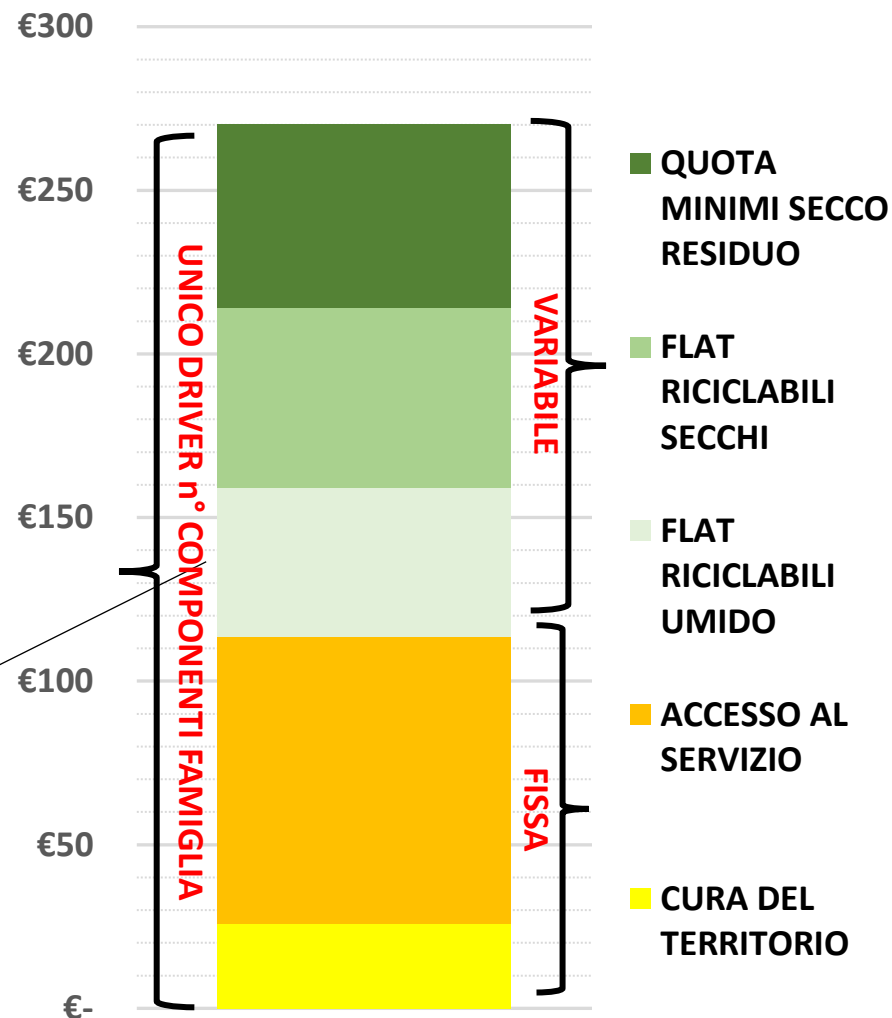 €300
€250
€200
€150
€100
€50
€-
UNICO DRIVER n° COMPONENTI FAMIGLIA
VARIABILE
FISSA
QUOTA
MINIMI SECCO
RESIDUO
FLAT
RICICLABILI
SECCHI
FLAT
RICICLABILI
UMIDO
ACCESSO AL
SERVIZIO
CURA DEL
TERRITORIO